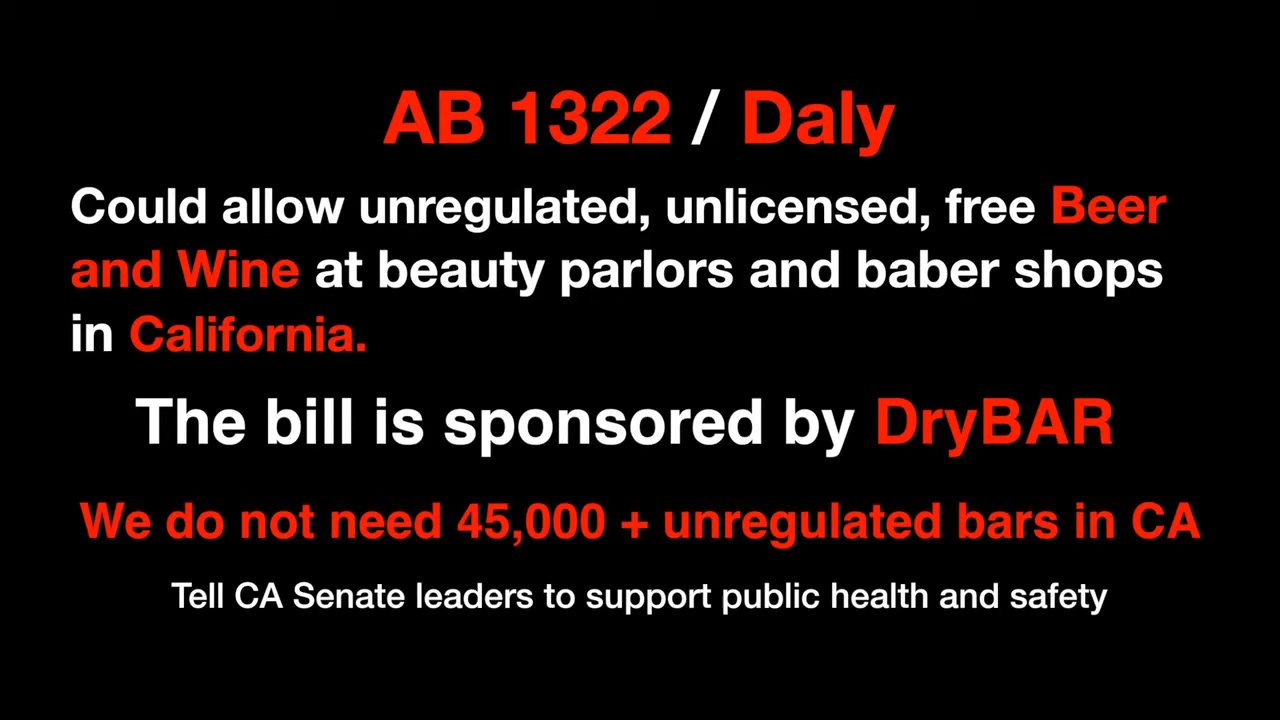 AB 1322 / Daly
Could allow unregulated, unlicensed, free Beer
and Wine at beauty parlors and baber shops
in California.
The bill is sponsored by DryBAR
We do not need 45,000 + unregulated bars in CA
Tell CA Senate leaders to support public health and safety